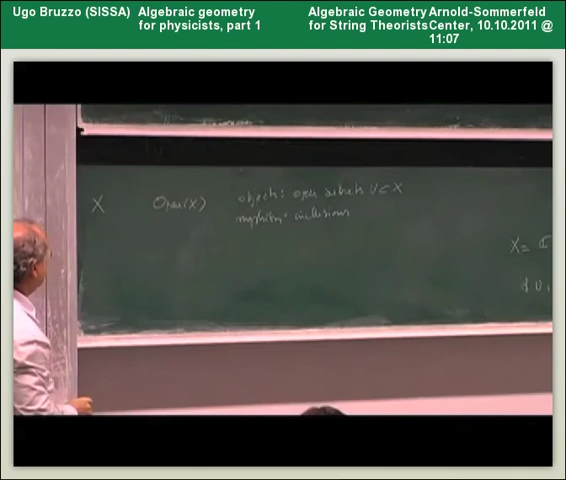 Ugo Bruzzo (SISSA)
Algebraic geometry
for physicists, part 1
Algebraic Geometry
for String Theorists
Arnold-Sommerfeld
Center, 10.10.2011 @
11:07
X Open(X) objects: open subsets U ⊂ X
morphisms: inclusions
X =